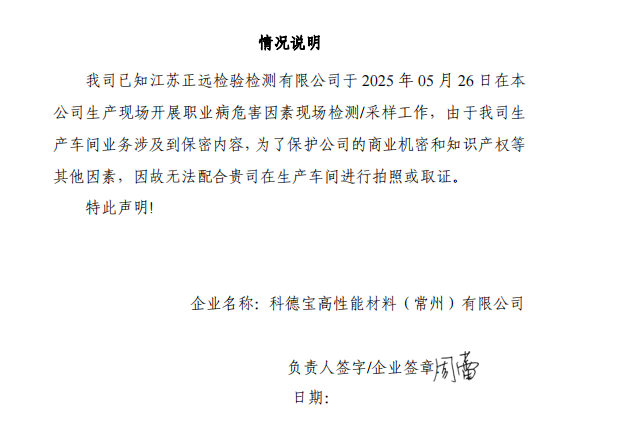 情况说明
我司已知江苏正远检验检测有限公司于 2025 年 05 月 26 日在本
公司生产现场开展职业病危害因素现场检测/采样工作，由于我司生
产车间业务涉及到保密内容，为了保护公司的商业机密和知识产权等
其他因素，因故无法配合贵司在生产车间进行拍照或取证。
特此声明!
企业名称：科德宝高性能材料（常州）有限公司
负责人签字/企业签章周蕾
日期：